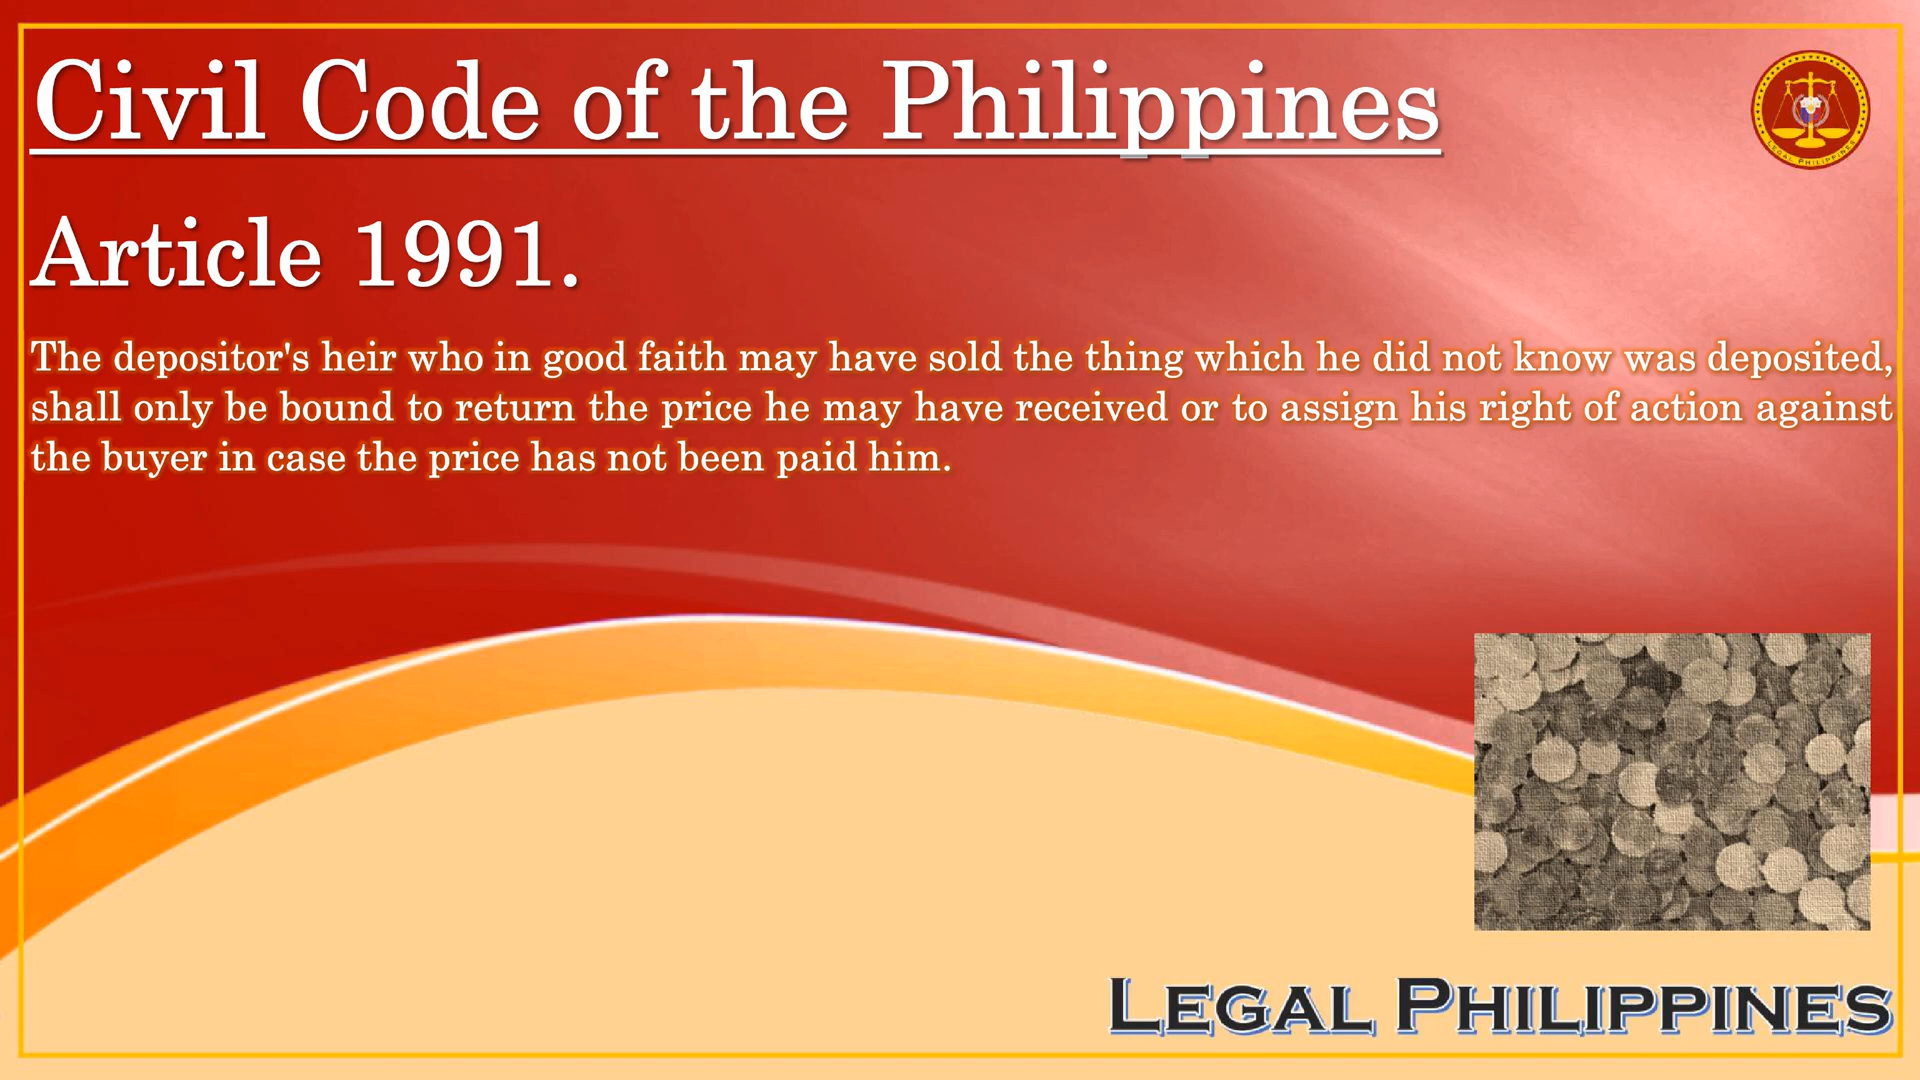 Civil Code of the Philippines
LEGAL PHILIPPINES
Article 1991.
The depositor's heir who in good faith may have sold the thing which he did not know was deposited,
shall only be bound to return the price he may have received or to assign his right of action against
the buyer in case the price has not been paid him.
LEGAL PHILIPPINES